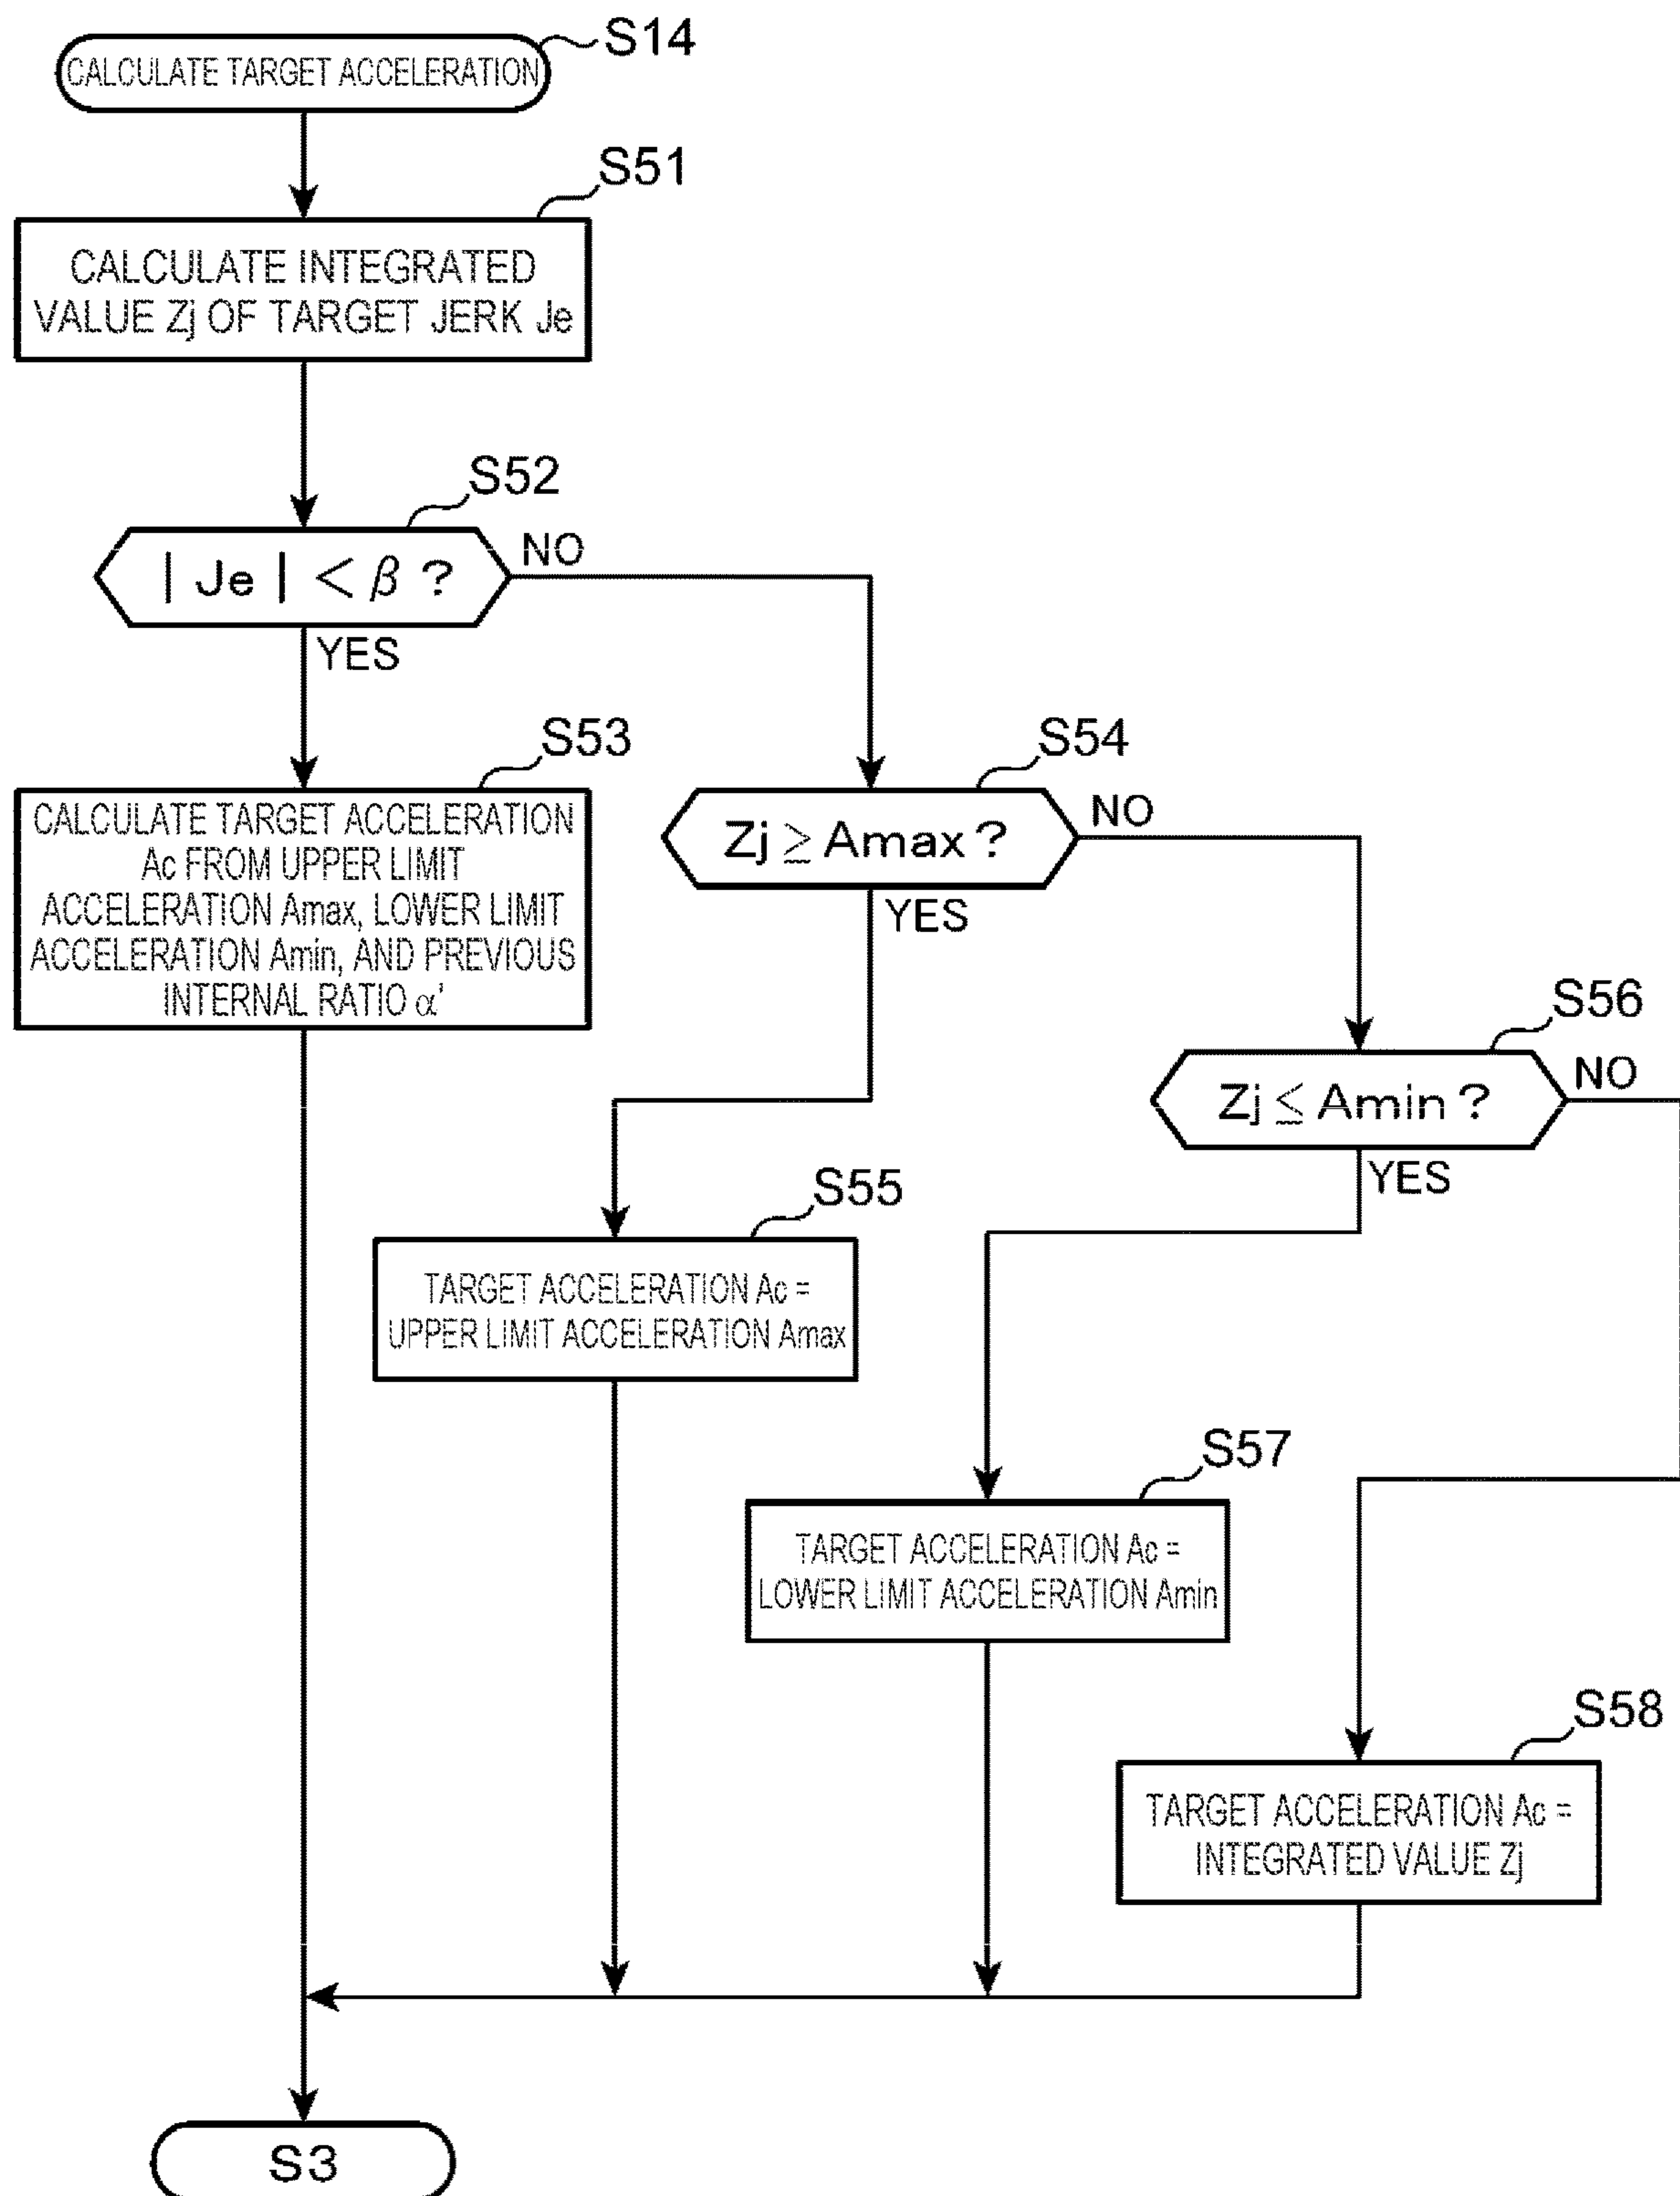 S14
CALCULATE TARGET ACCELERATION
S51
CALCULATE INTEGRATED
VALUE Zj OF TARGET JERK Je
S52
| Je | < β ?
NO
YES
S53
CALCULATE TARGET ACCELERATION
Ac FROM UPPER LIMIT
ACCELERATION Amax, LOWER LIMIT
ACCELERATION Amin, AND PREVIOUS
INTERNAL RATIO α'
S54
Zj ≧ Amax ?
NO
YES
S56
Zj ≦ Amin ?
NO
YES
S55
TARGET ACCELERATION Ac =
UPPER LIMIT ACCELERATION Amax
S57
TARGET ACCELERATION Ac =
LOWER LIMIT ACCELERATION Amin
S58
TARGET ACCELERATION Ac =
INTEGRATED VALUE Zj
S3